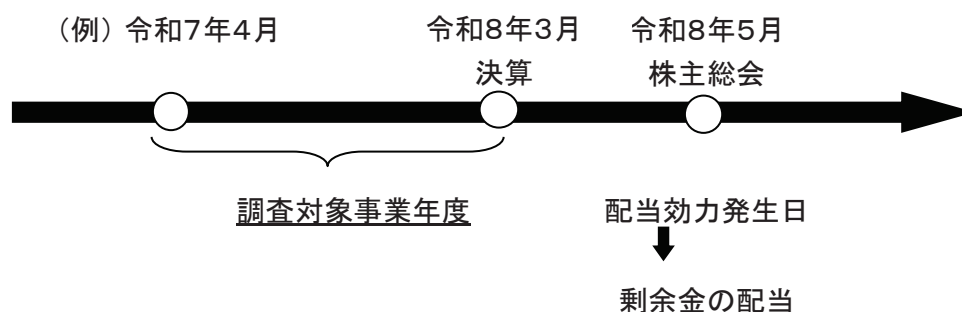 （例）令和７年４月
令和８年３月
決算
令和８年５月
株主総会
調査対象事業年度
配当効力発生日
剰余金の配当